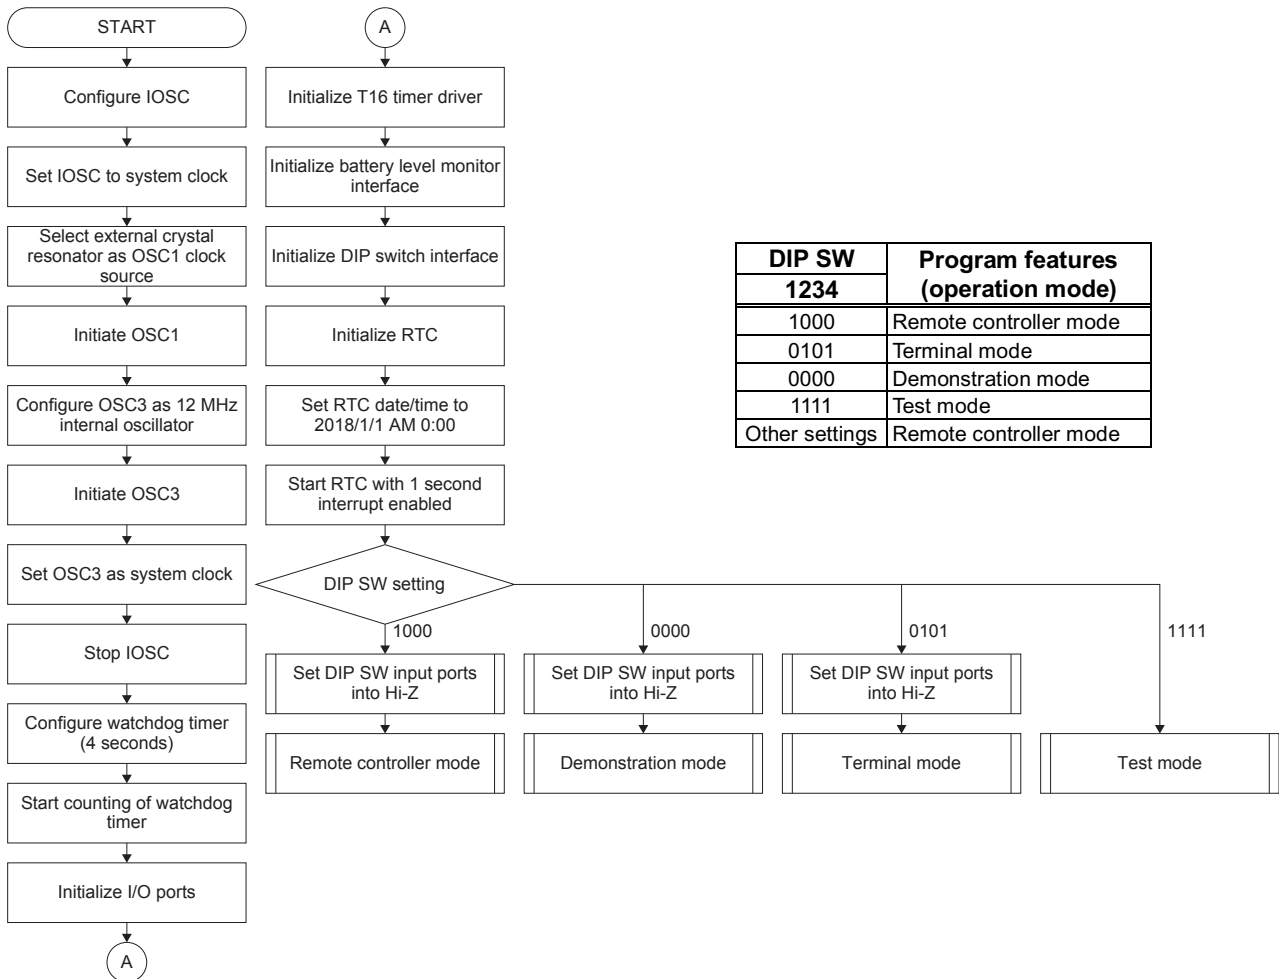 START
Configure IOSC
Set IOSC to system clock
Select external crystal
resonator as OSC1 clock
source
Initiate OSC1
Configure OSC3 as 12 MHz
internal oscillator
Initiate OSC3
Set OSC3 as system clock
Stop IOSC
Configure watchdog timer
(4 seconds)
Start counting of watchdog
timer
Initialize I/O ports
A
A
Initialize T16 timer driver
Initialize battery level monitor
interface
Initialize DIP switch interface
Initialize RTC
Set RTC date/time to
2018/1/1 AM 0:00
Start RTC with 1 second
interrupt enabled
DIP SW setting
1000
0000
0101
1111
Set DIP SW input ports
into Hi-Z
Set DIP SW input ports
into Hi-Z
Set DIP SW input ports
into Hi-Z
Remote controller mode
Demonstration mode
Terminal mode
Test mode
DIP SW
1234
Program features
(operation mode)
1000 Remote controller mode
0101 Terminal mode
0000 Demonstration mode
1111 Test mode
Other settings Remote controller mode